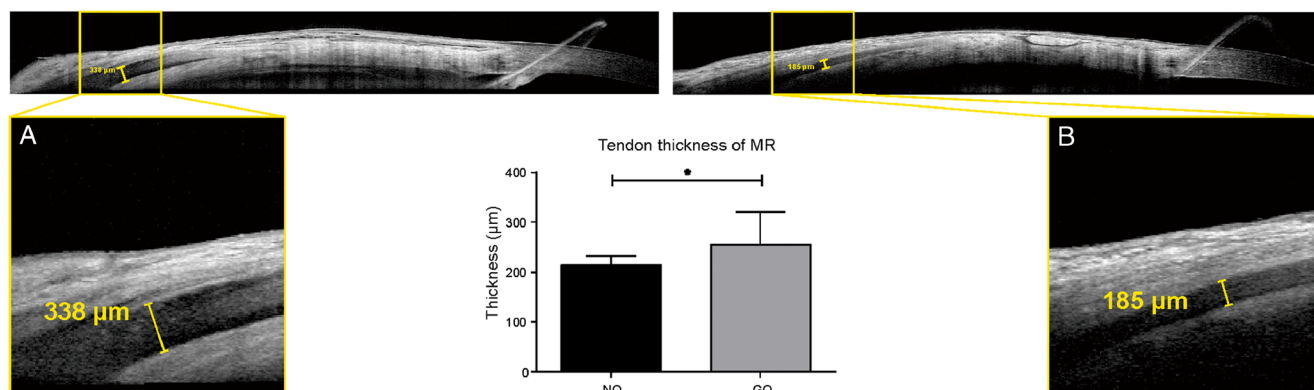 338 µm
185 µm
A
B
338 µm
185 µm
Tendon thickness of MR
*
400
300
200
100
0
Thickness (µm)